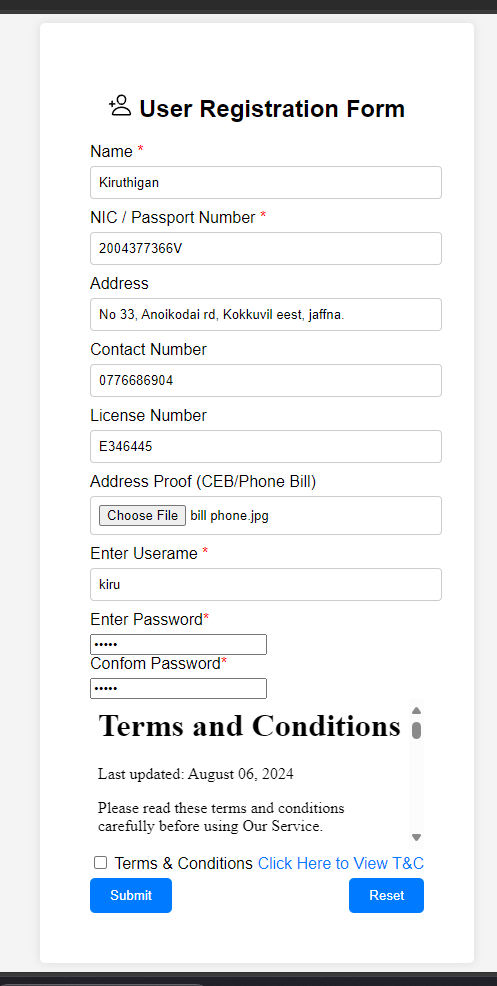 User Registration Form
Name *
Kiruthigan
NIC / Passport Number *
2004377366V
Address
No 33, Anoikodai rd, Kokkuvil eest, jaffna.
Contact Number
0776686904
License Number
E346445
Address Proof (CEB/Phone Bill)
Choose File bill phone.jpg
Enter Userame *
kiru
Enter Password*
•••••
Confom Password*
•••••
Terms and Conditions
Last updated: August 06, 2024
Please read these terms and conditions
carefully before using Our Service.
Terms & Conditions Click Here to View T&C
Submit Reset